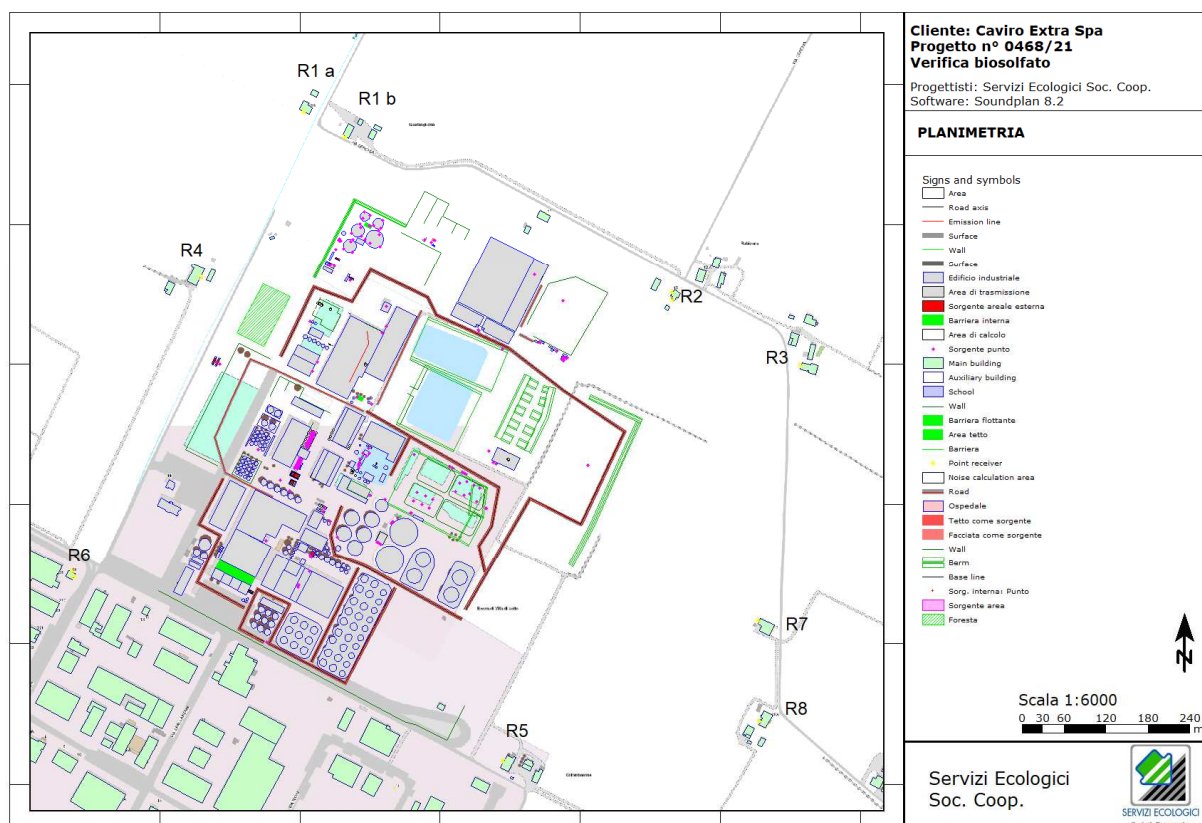 R1 a
R1 b
R4
R2
R3
R6
R7
R8
R5
Cliente: Caviro Extra Spa
Progetto n° 0468/21
Verifica biosolfato
Progettisti: Servizi Ecologici Soc. Coop.
Software: Soundplan 8.2
PLANIMETRIA
Signs and symbols
Area
Road axis
Emission line
Surface
Wall
Surface
Edificio industriale
Area di trasmissione
Sorgente areale esterna
Barriera interna
Area di calcolo
Sorgente punto
Main building
Auxiliary building
School
Wall
Barriera flottante
Area tetto
Barriera
Point receiver
Noise calculation area
Road
Ospedale
Tetto come sorgente
Facciata come sorgente
Wall
Berm
Base line
Sorg. interna: Punto
Sorgente area
Foresta
N
Scala 1:6000
0 30 60 120 180 240
m
Servizi Ecologici
Soc. Coop.
SERVIZI ECOLOGICI